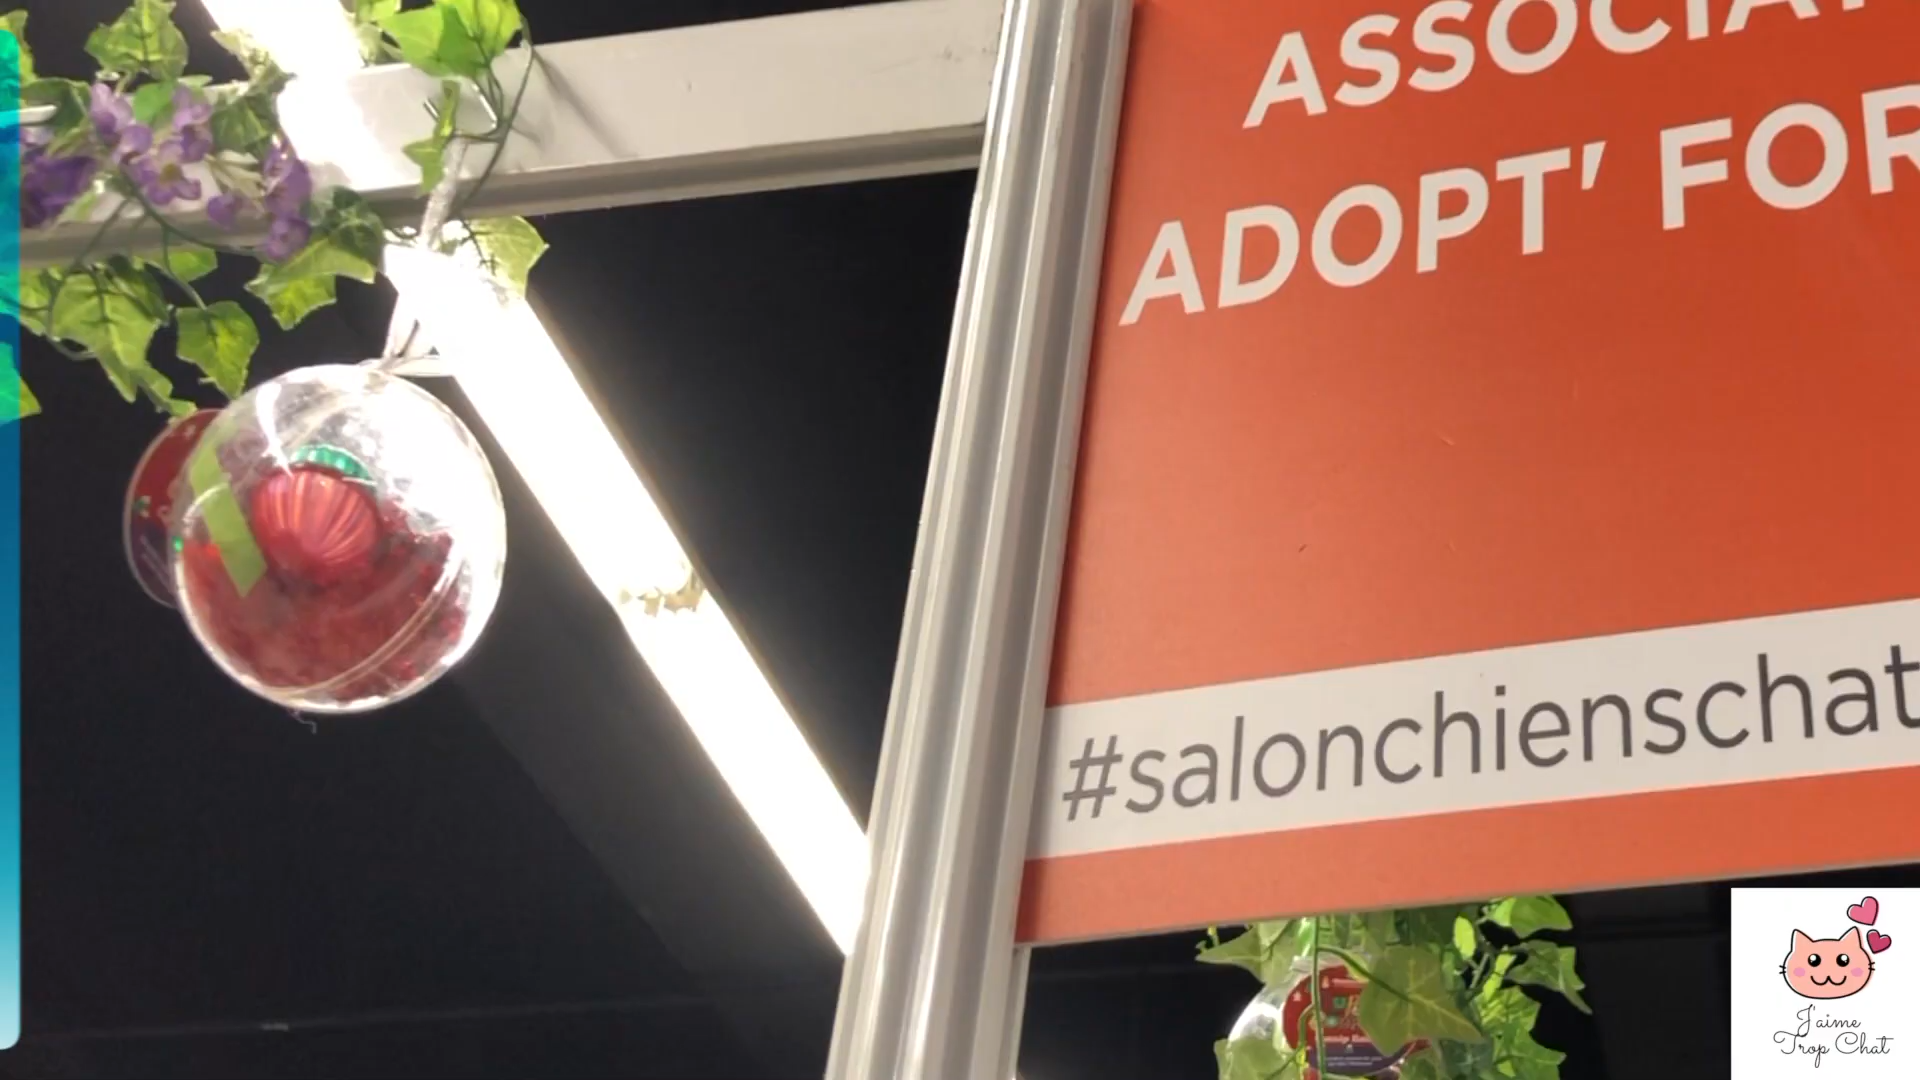 ASSOCIAT
ADOPT' FOR
#salonchienschat
J'aime
Trop Chat